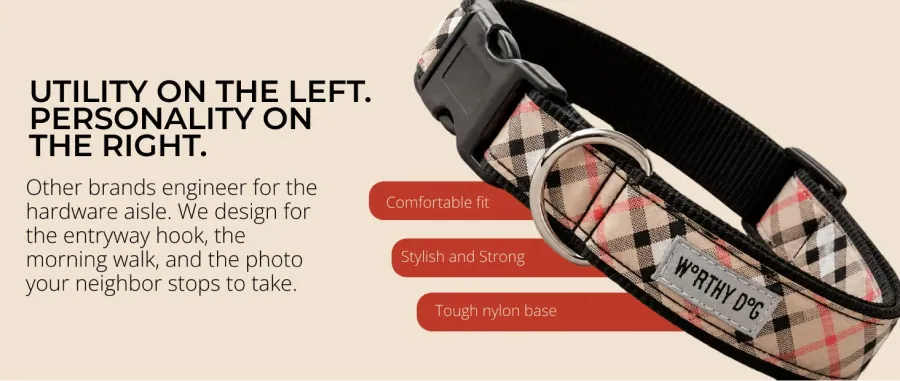 UTILITY ON THE LEFT.
PERSONALITY ON
THE RIGHT.
Other brands engineer for the
hardware aisle. We design for
the entryway hook, the
morning walk, and the photo
your neighbor stops to take.
Comfortable fit
Stylish and Strong
Tough nylon base
WORTHY DOG